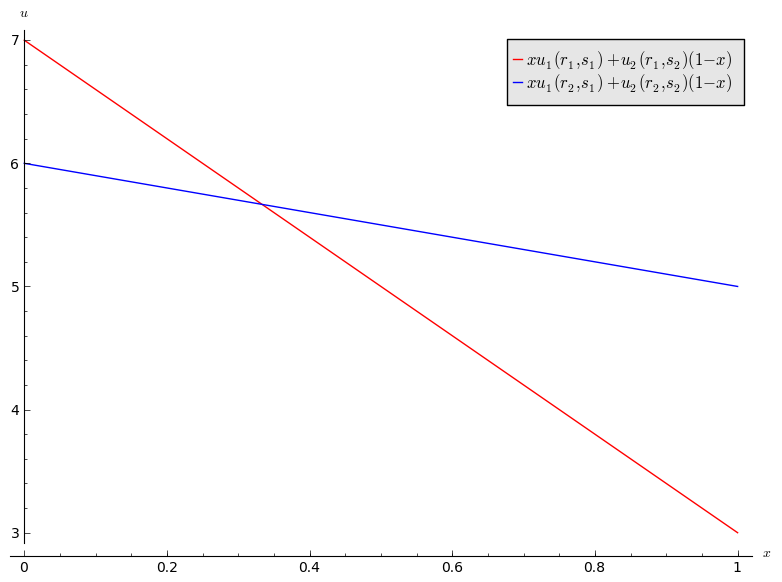 u
7
xu₁(r₁,s₁)+u₂(r₁,s₂)(1−x)
xu₁(r₂,s₁)+u₂(r₂,s₂)(1−x)
6
5
4
3
0 0.2 0.4 0.6 0.8 1 x